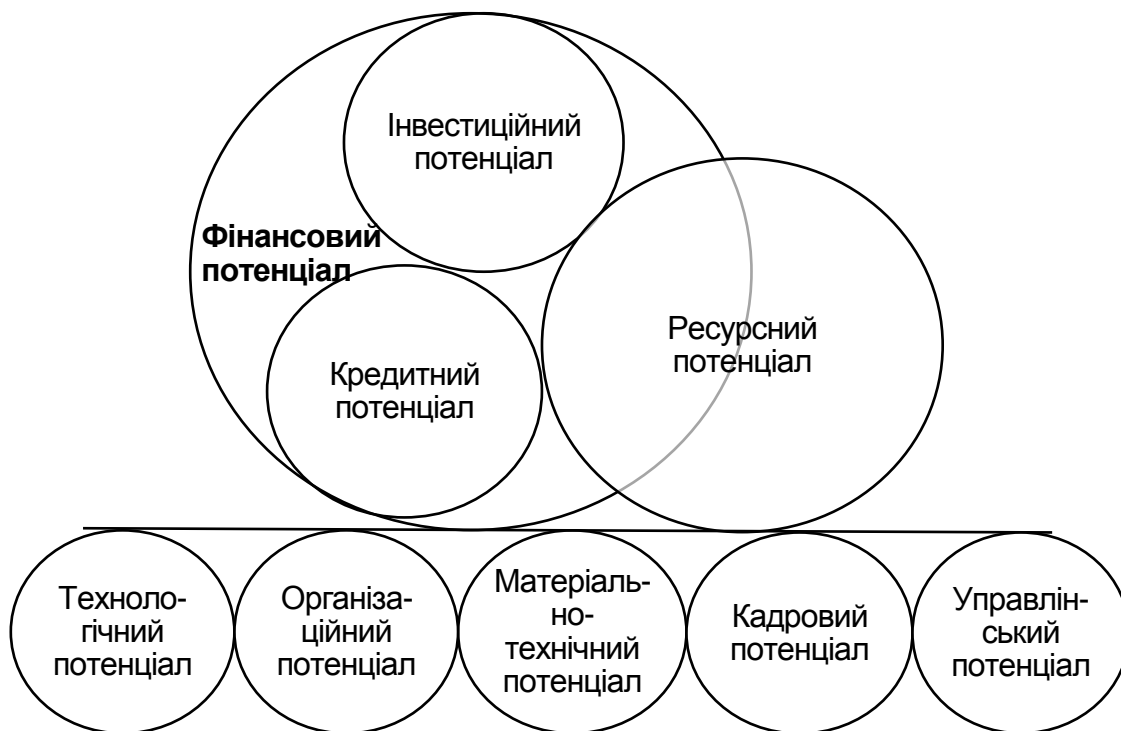 Інвестиційний
потенціал
Фінансовий
потенціал
Ресурсний
потенціал
Кредитний
потенціал
Техноло-
гічний
потенціал
Організа-
ційний
потенціал
Матеріаль-
но-
технічний
потенціал
Кадровий
потенціал
Управлін-
ський
потенціал